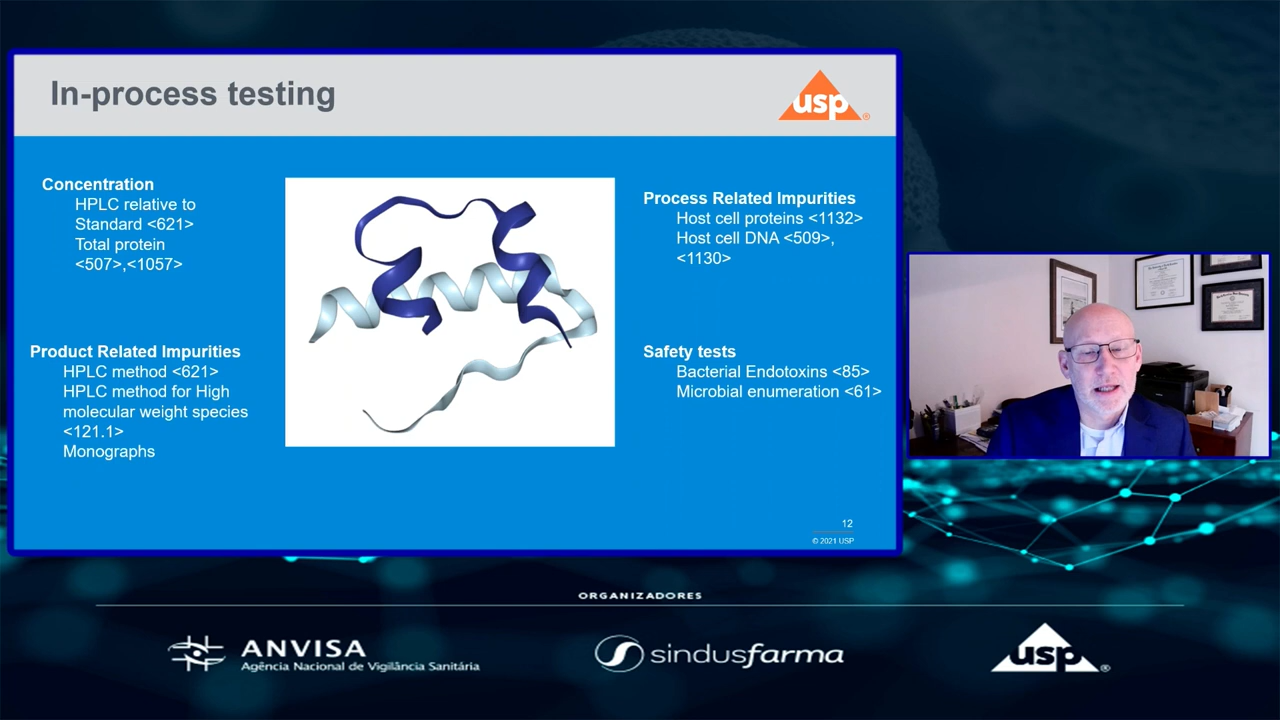 In-process testing
usp
®
Concentration
HPLC relative to
Standard <621>
Total protein
<507>,<1057>
Product Related Impurities
HPLC method <621>
HPLC method for High
molecular weight species
<121.1>
Monographs
Process Related Impurities
Host cell proteins <1132>
Host cell DNA <509>,
<1130>
Safety tests
Bacterial Endotoxins <85>
Microbial enumeration <61>
12
© 2021 USP
ORGANIZADORES
ANVISA
Agência Nacional de Vigilância Sanitária
sindusfarma
usp
®